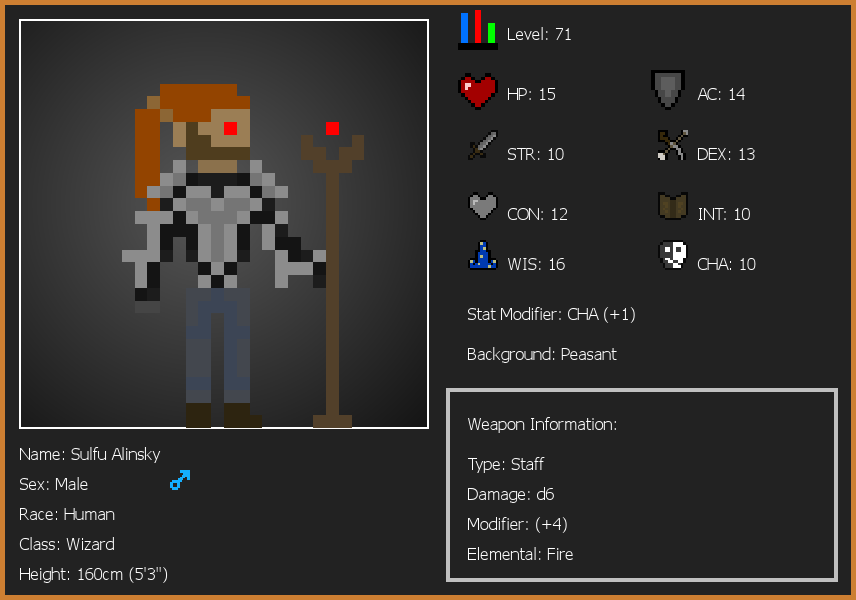 Level: 71
HP: 15
AC: 14
STR: 10
DEX: 13
CON: 12
INT: 10
WIS: 16
CHA: 10
Stat Modifier: CHA (+1)
Background: Peasant
Weapon Information:
Type: Staff
Damage: d6
Modifier: (+4)
Elemental: Fire
Name: Sulfu Alinsky
Sex: Male
Race: Human
Class: Wizard
Height: 160cm (5'3")